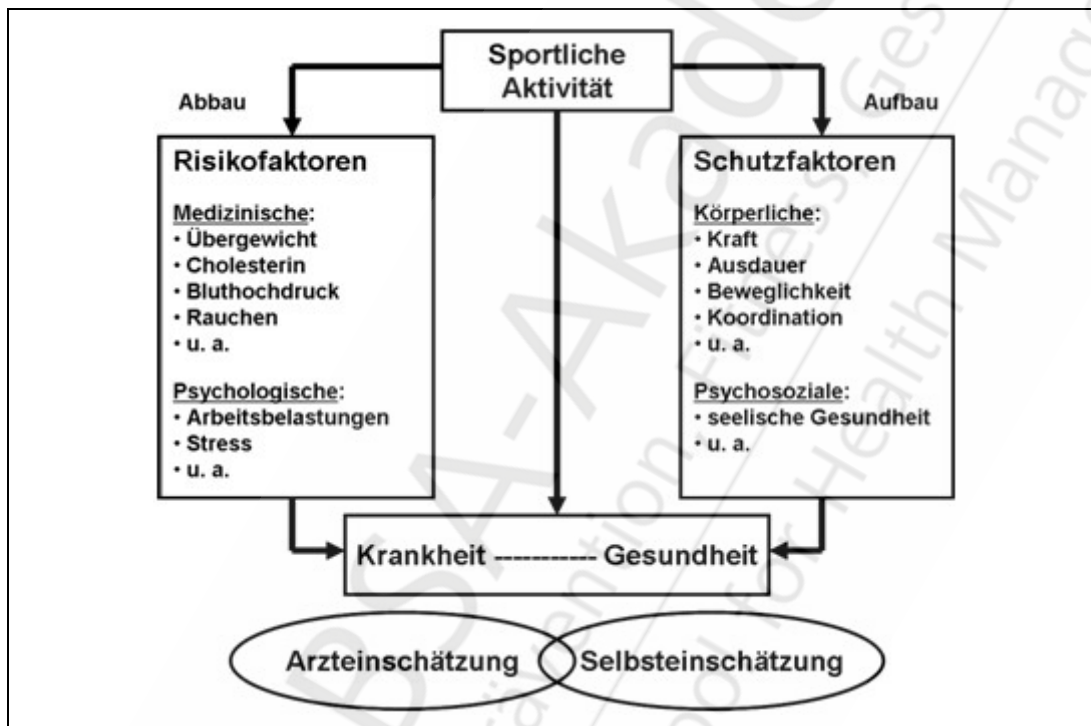 Sportliche
Aktivität
Abbau
Aufbau
Risikofaktoren
Medizinische:
• Übergewicht
• Cholesterin
• Bluthochdruck
• Rauchen
• u. a.
Psychologische:
• Arbeitsbelastungen
• Stress
• u. a.
Schutzfaktoren
Körperliche:
• Kraft
• Ausdauer
• Beweglichkeit
• Koordination
• u. a.
Psychosoziale:
• seelische Gesundheit
• u. a.
Krankheit ----------- Gesundheit
Arzteinschätzung
Selbsteinschätzung